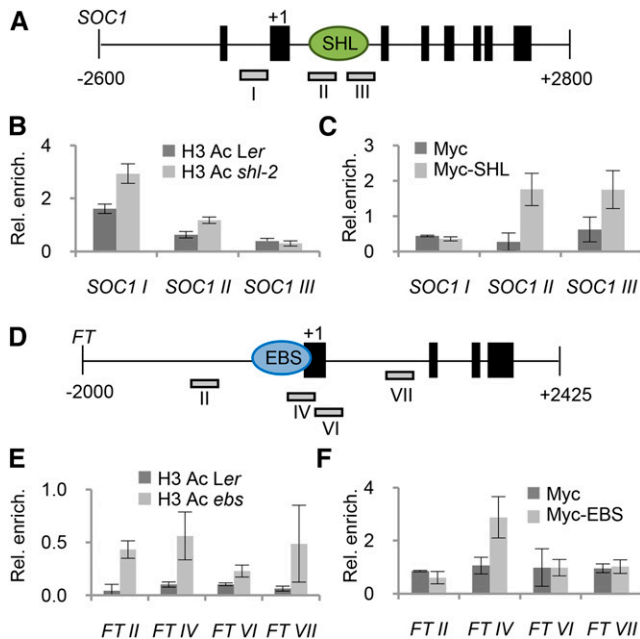 A
SOC1
+1
SHL
-2600
+2800
I
II
III
B
H3 Ac Ler
H3 Ac shl-2
Rel. enrich.
4
2
0
SOC1 I
SOC1 II
SOC1 III
C
Myc
Myc-SHL
Rel.enrich.
3
2
1
0
SOC1 I
SOC1 II
SOC1 III
D
FT
+1
EBS
-2000
+2425
II
IV
VI
VII
E
H3 Ac Ler
H3 Ac ebs
Rel. enrich.
1.0
0.5
0.0
FT II
FT IV
FT VI
FT VII
F
Myc
Myc-EBS
Rel. enrich.
4
2
0
FT II
FT IV
FT VI
FT VII